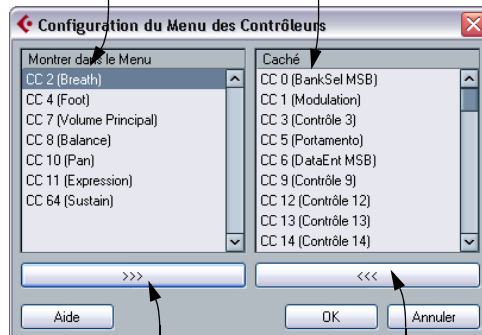 Configuration du Menu des Contrôleurs
Montrer dans le Menu
CC 2 (Breath)
CC 4 (Foot)
CC 7 (Volume Principal)
CC 8 (Balance)
CC 10 (Pan)
CC 11 (Expression)
CC 64 (Sustain)
>>>
Caché
CC 0 (BankSel MSB)
CC 1 (Modulation)
CC 3 (Contrôle 3)
CC 5 (Portamento)
CC 6 (DataEnt MSB)
CC 9 (Contrôle 9)
CC 12 (Contrôle 12)
CC 13 (Contrôle 13)
CC 14 (Contrôle 14)
<<<
Aide
OK
Annuler